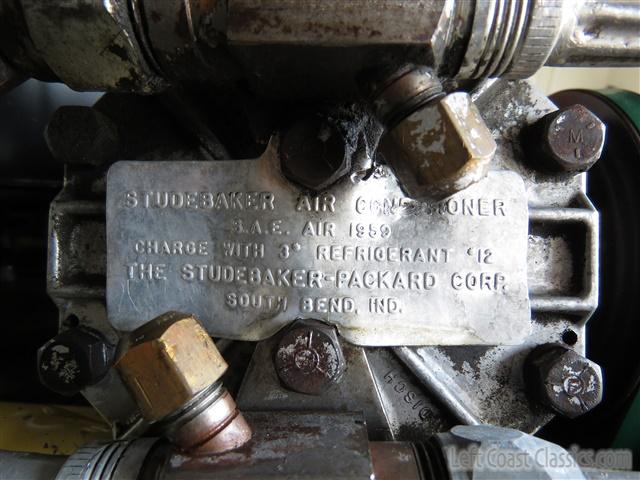 STUDEBAKER AIR CONDITIONER
S.A.E. AIR 1959
CHARGE WITH 3# REFRIGERANT #12
THE STUDEBAKER-PACKARD CORP.
SOUTH BEND, IND.
M
DISCH
Left Coast Classics.com